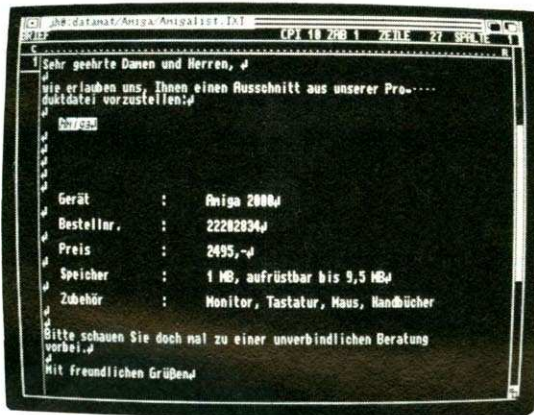 dh0:datamat/Amiga/Amigalist.TXT
BRIEF CPI 10 ZAB 1 ZEILE 27 SPALTE
1
Sehr geehrte Damen und Herren,
wie erlauben uns, Ihnen einen Ausschnitt aus unserer Pro-
duktdatei vorzustellen:
Amiga
Gerät : Amiga 2000
Bestellnr. : 22202034
Preis : 2495,-
Speicher : 1 MB, aufrüstbar bis 9,5 MB
Zubehör : Monitor, Tastatur, Maus, Handbücher
Bitte schauen Sie doch mal zu einer unverbindlichen Beratung
vorbei.
Mit freundlichen Grüßen